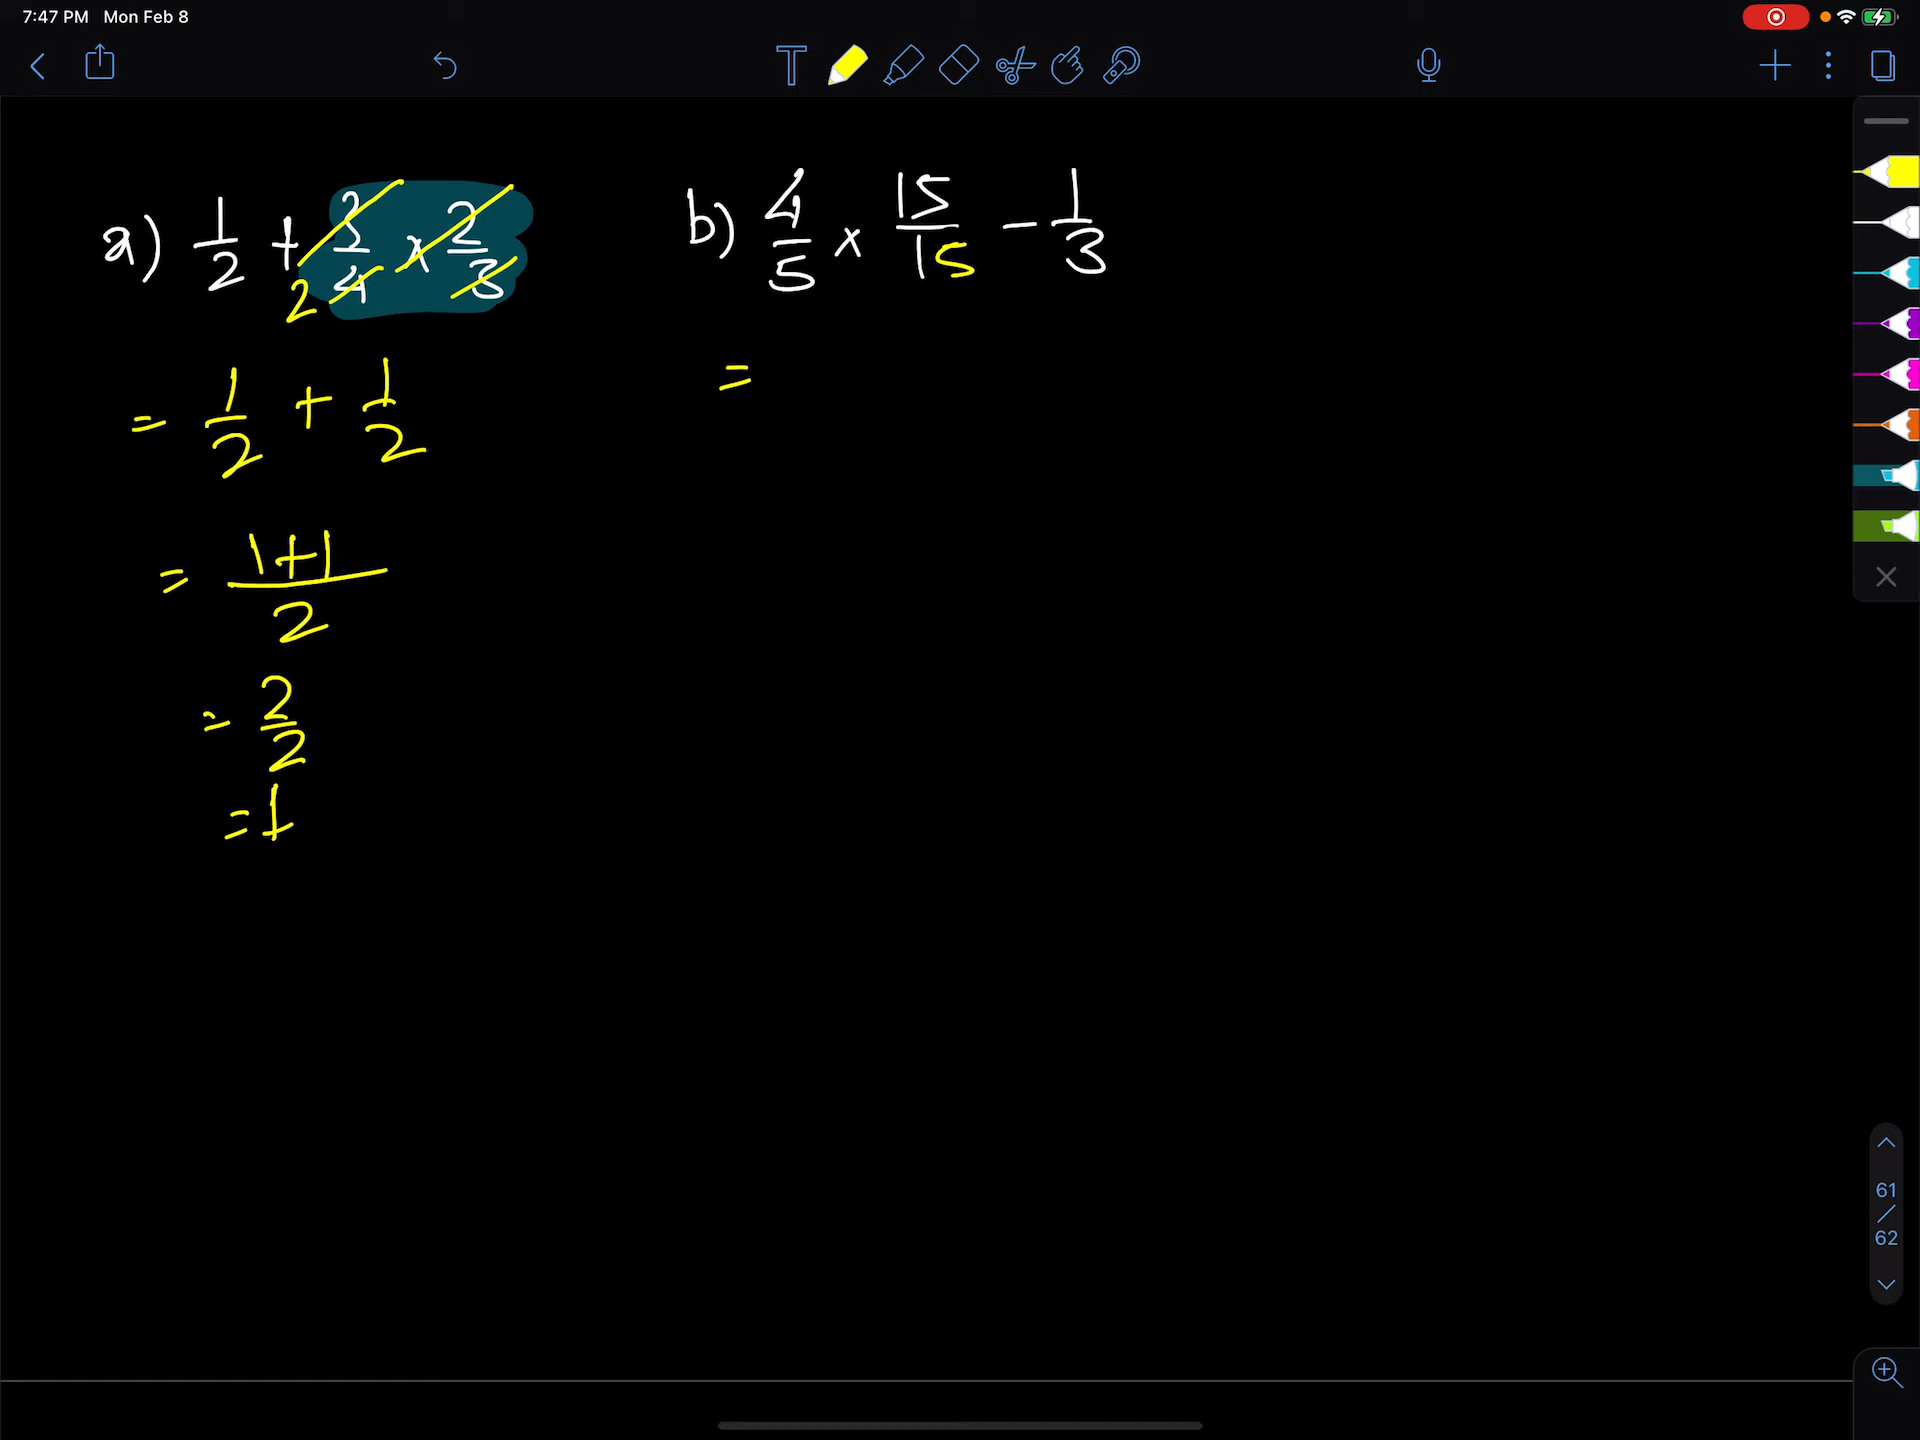 7:47 PM Mon Feb 8
T
a) 1/2 + 3/4 x 2/3
2
= 1/2 + 1/2
= 1+1/2
= 2/2
= 1
b) 4/5 x 15/15 - 1/3
=
61
/
62